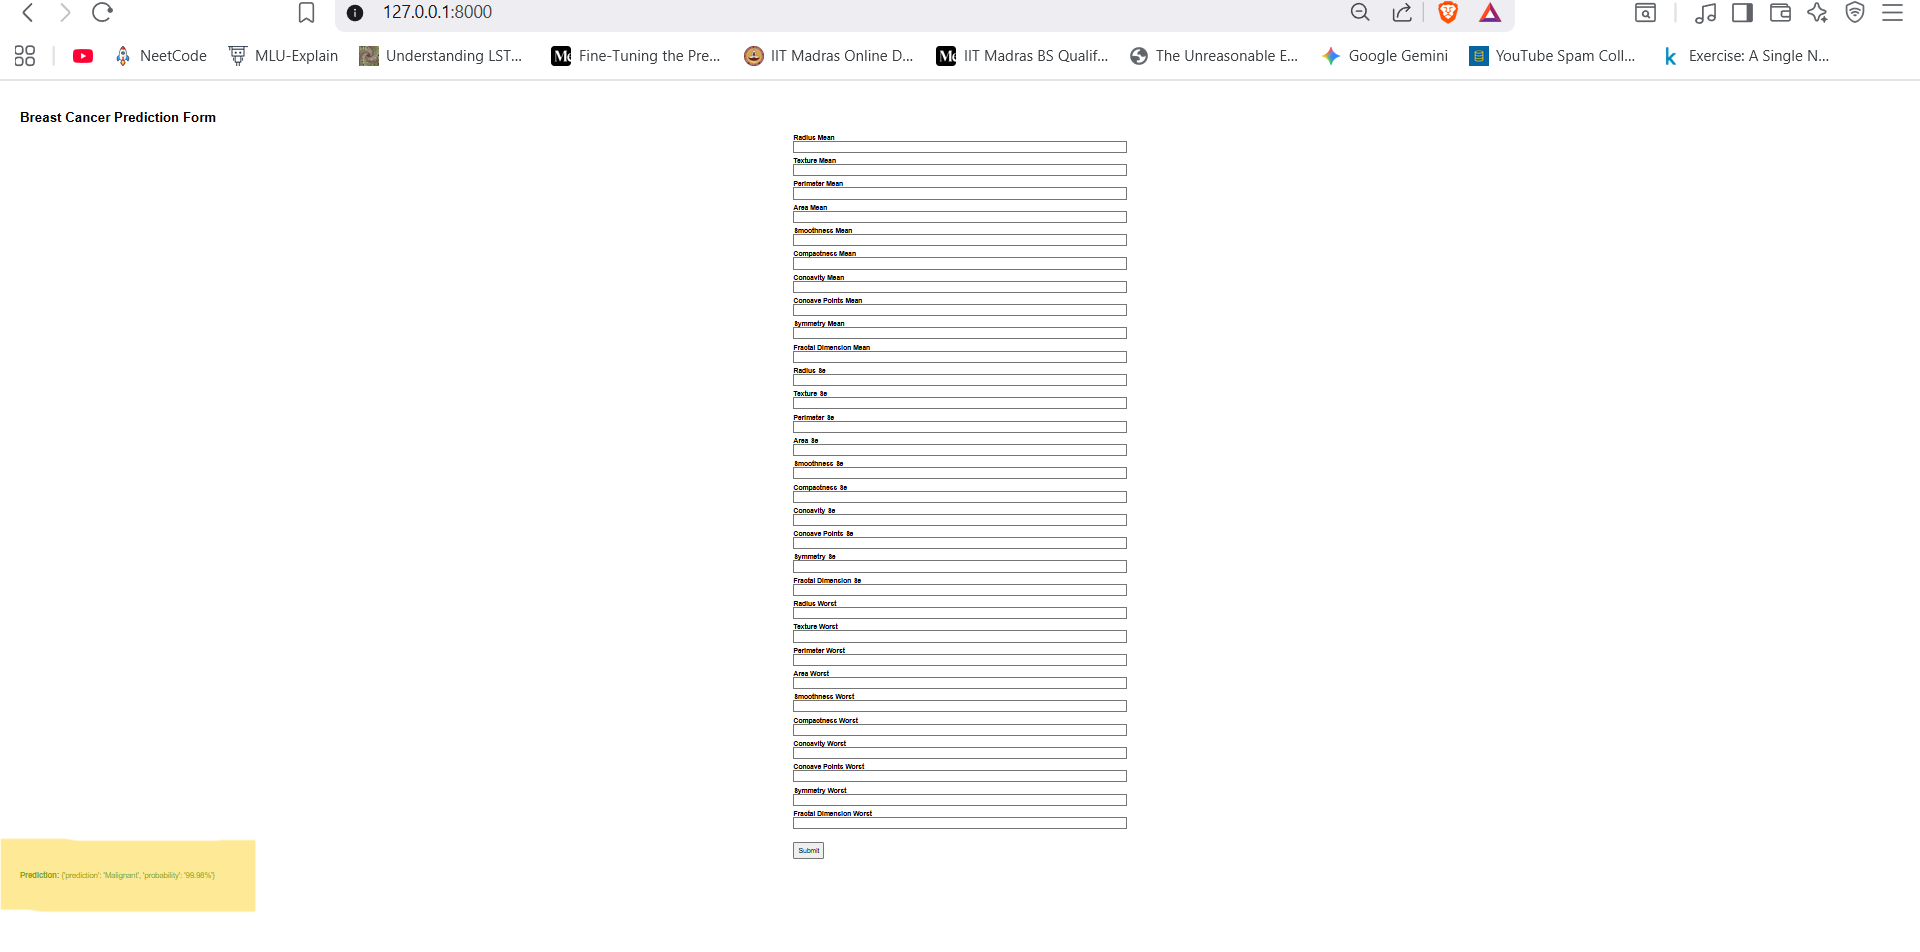 127.0.0.1:8000
NeetCode
MLU-Explain
Understanding LST...
Fine-Tuning the Pre...
IIT Madras Online D...
IIT Madras BS Qualif...
The Unreasonable E...
Google Gemini
YouTube Spam Coll...
Exercise: A Single N...
Breast Cancer Prediction Form
Radius Mean
Texture Mean
Perimeter Mean
Area Mean
Smoothness Mean
Compactness Mean
Concavity Mean
Concave Points Mean
Symmetry Mean
Fractal Dimension Mean
Radius Se
Texture Se
Perimeter Se
Area Se
Smoothness Se
Compactness Se
Concavity Se
Concave Points Se
Symmetry Se
Fractal Dimension Se
Radius Worst
Texture Worst
Perimeter Worst
Area Worst
Smoothness Worst
Compactness Worst
Concavity Worst
Concave Points Worst
Symmetry Worst
Fractal Dimension Worst
Submit
Prediction: {'prediction': 'Malignant', 'probability': '99.98%'}